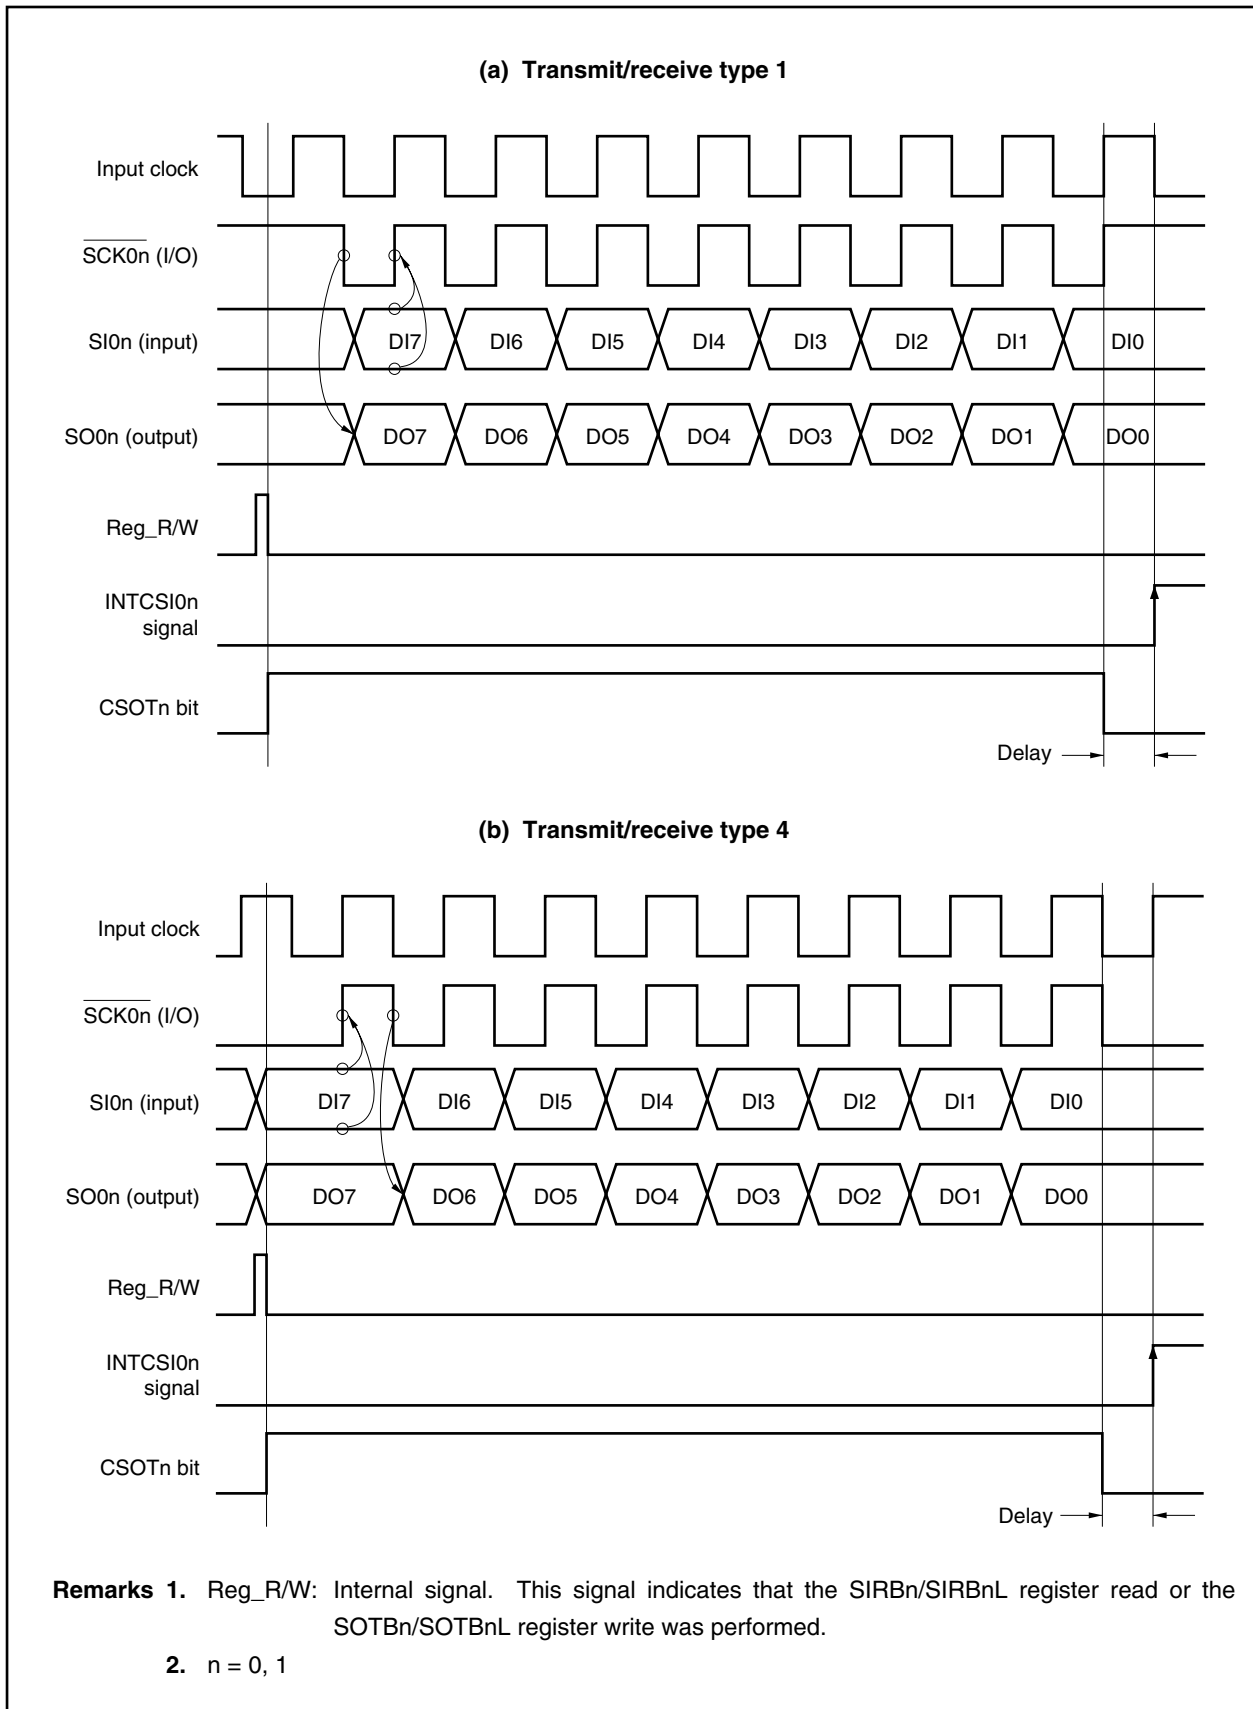 (a) Transmit/receive type 1
Input clock
SCK0n (I/O)
SI0n (input)
DI7 DI6 DI5 DI4 DI3 DI2 DI1 DI0
SO0n (output)
DO7 DO6 DO5 DO4 DO3 DO2 DO1 DO0
Reg_R/W
INTCSI0n
signal
CSOTn bit
Delay
(b) Transmit/receive type 4
Input clock
SCK0n (I/O)
SI0n (input)
DI7 DI6 DI5 DI4 DI3 DI2 DI1 DI0
SO0n (output)
DO7 DO6 DO5 DO4 DO3 DO2 DO1 DO0
Reg_R/W
INTCSI0n
signal
CSOTn bit
Delay
Remarks 1. Reg_R/W: Internal signal. This signal indicates that the SIRBn/SIRBnL register read or the
SOTBn/SOTBnL register write was performed.
2. n = 0, 1